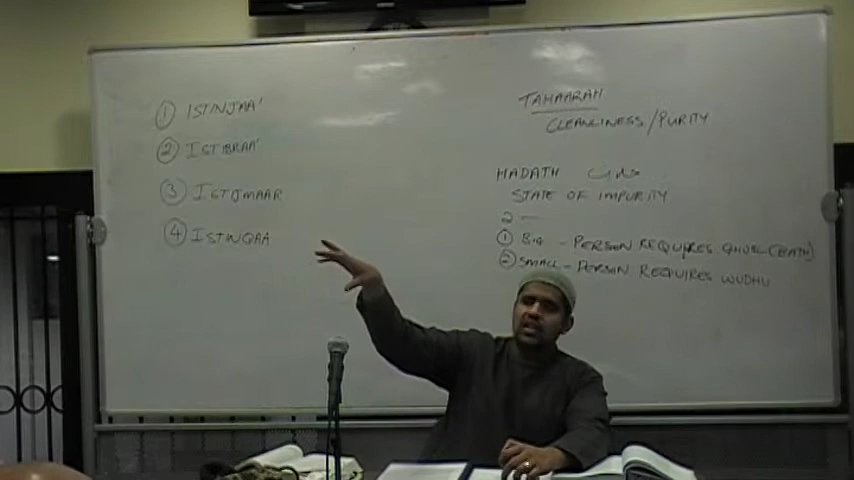 ① ISTINJAA'
② ISTIBRAA'
③ ISTIJMAAR
④ ISTINQAA
TAHAARAH
CLEANLINESS/PURITY
HADATH حدث
STATE OF IMPURITY
2 —
① BIG - PERSON REQUIRES GHUSL (BATH)
② SMALL - PERSON REQUIRES WUDHU